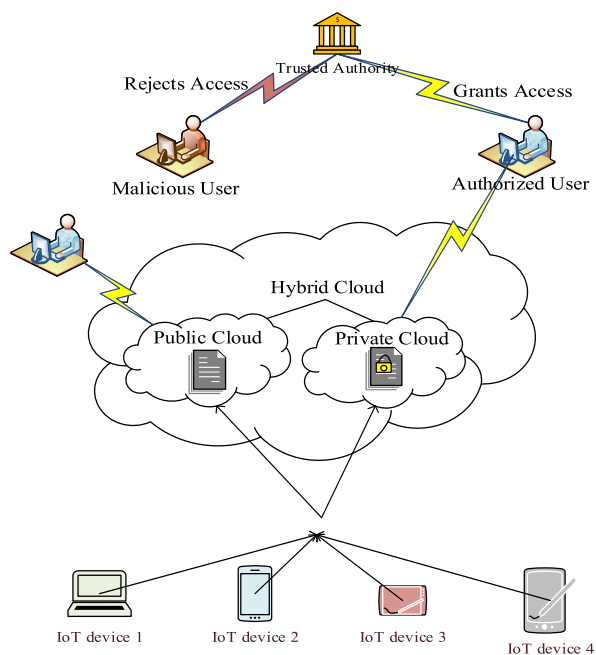 Trusted Authority
Rejects Access
Grants Access
Malicious User
Authorized User
Hybrid Cloud
Public Cloud
Private Cloud
IoT device 1
IoT device 2
IoT device 3
IoT device 4